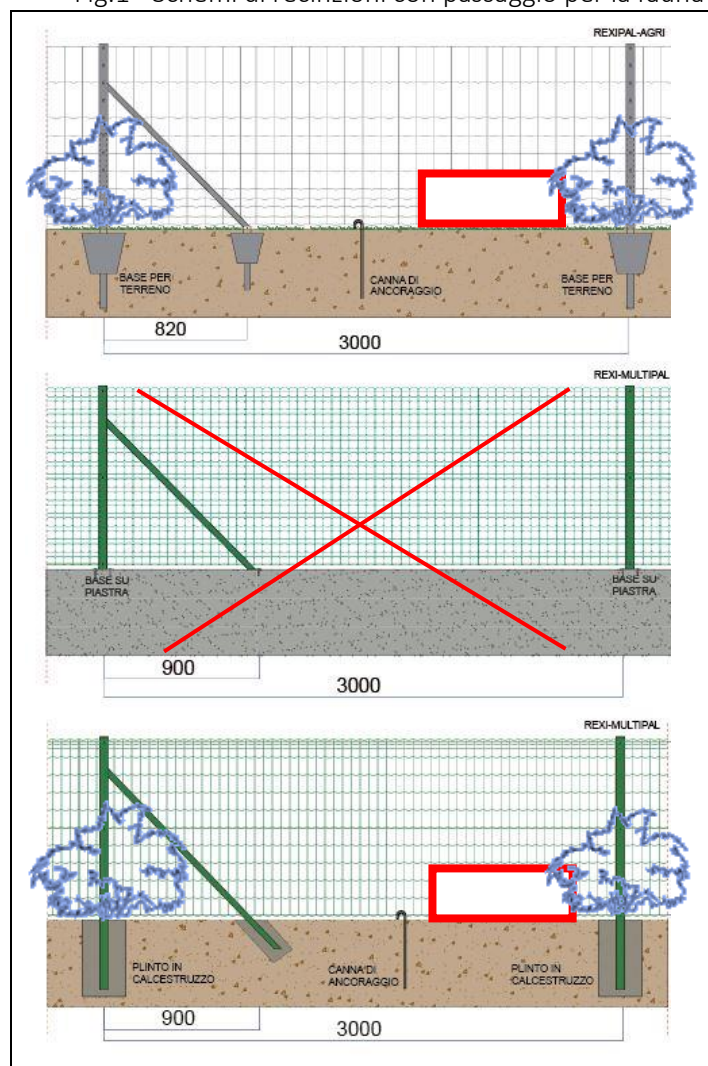 Fig.1 - Schemi di recinzioni con passaggio per la fauna
REXIPAL-AGRI
BASE PER
TERRENO
CANNA DI
ANCORAGGIO
BASE PER
TERRENO
820
3000
REXI-MULTIPAL
BASE SU
PIASTRA
BASE SU
PIASTRA
900
3000
REXI-MULTIPAL
PLINTO IN
CALCESTRUZZO
CANNA DI
ANCORAGGIO
PLINTO IN
CALCESTRUZZO
900
3000